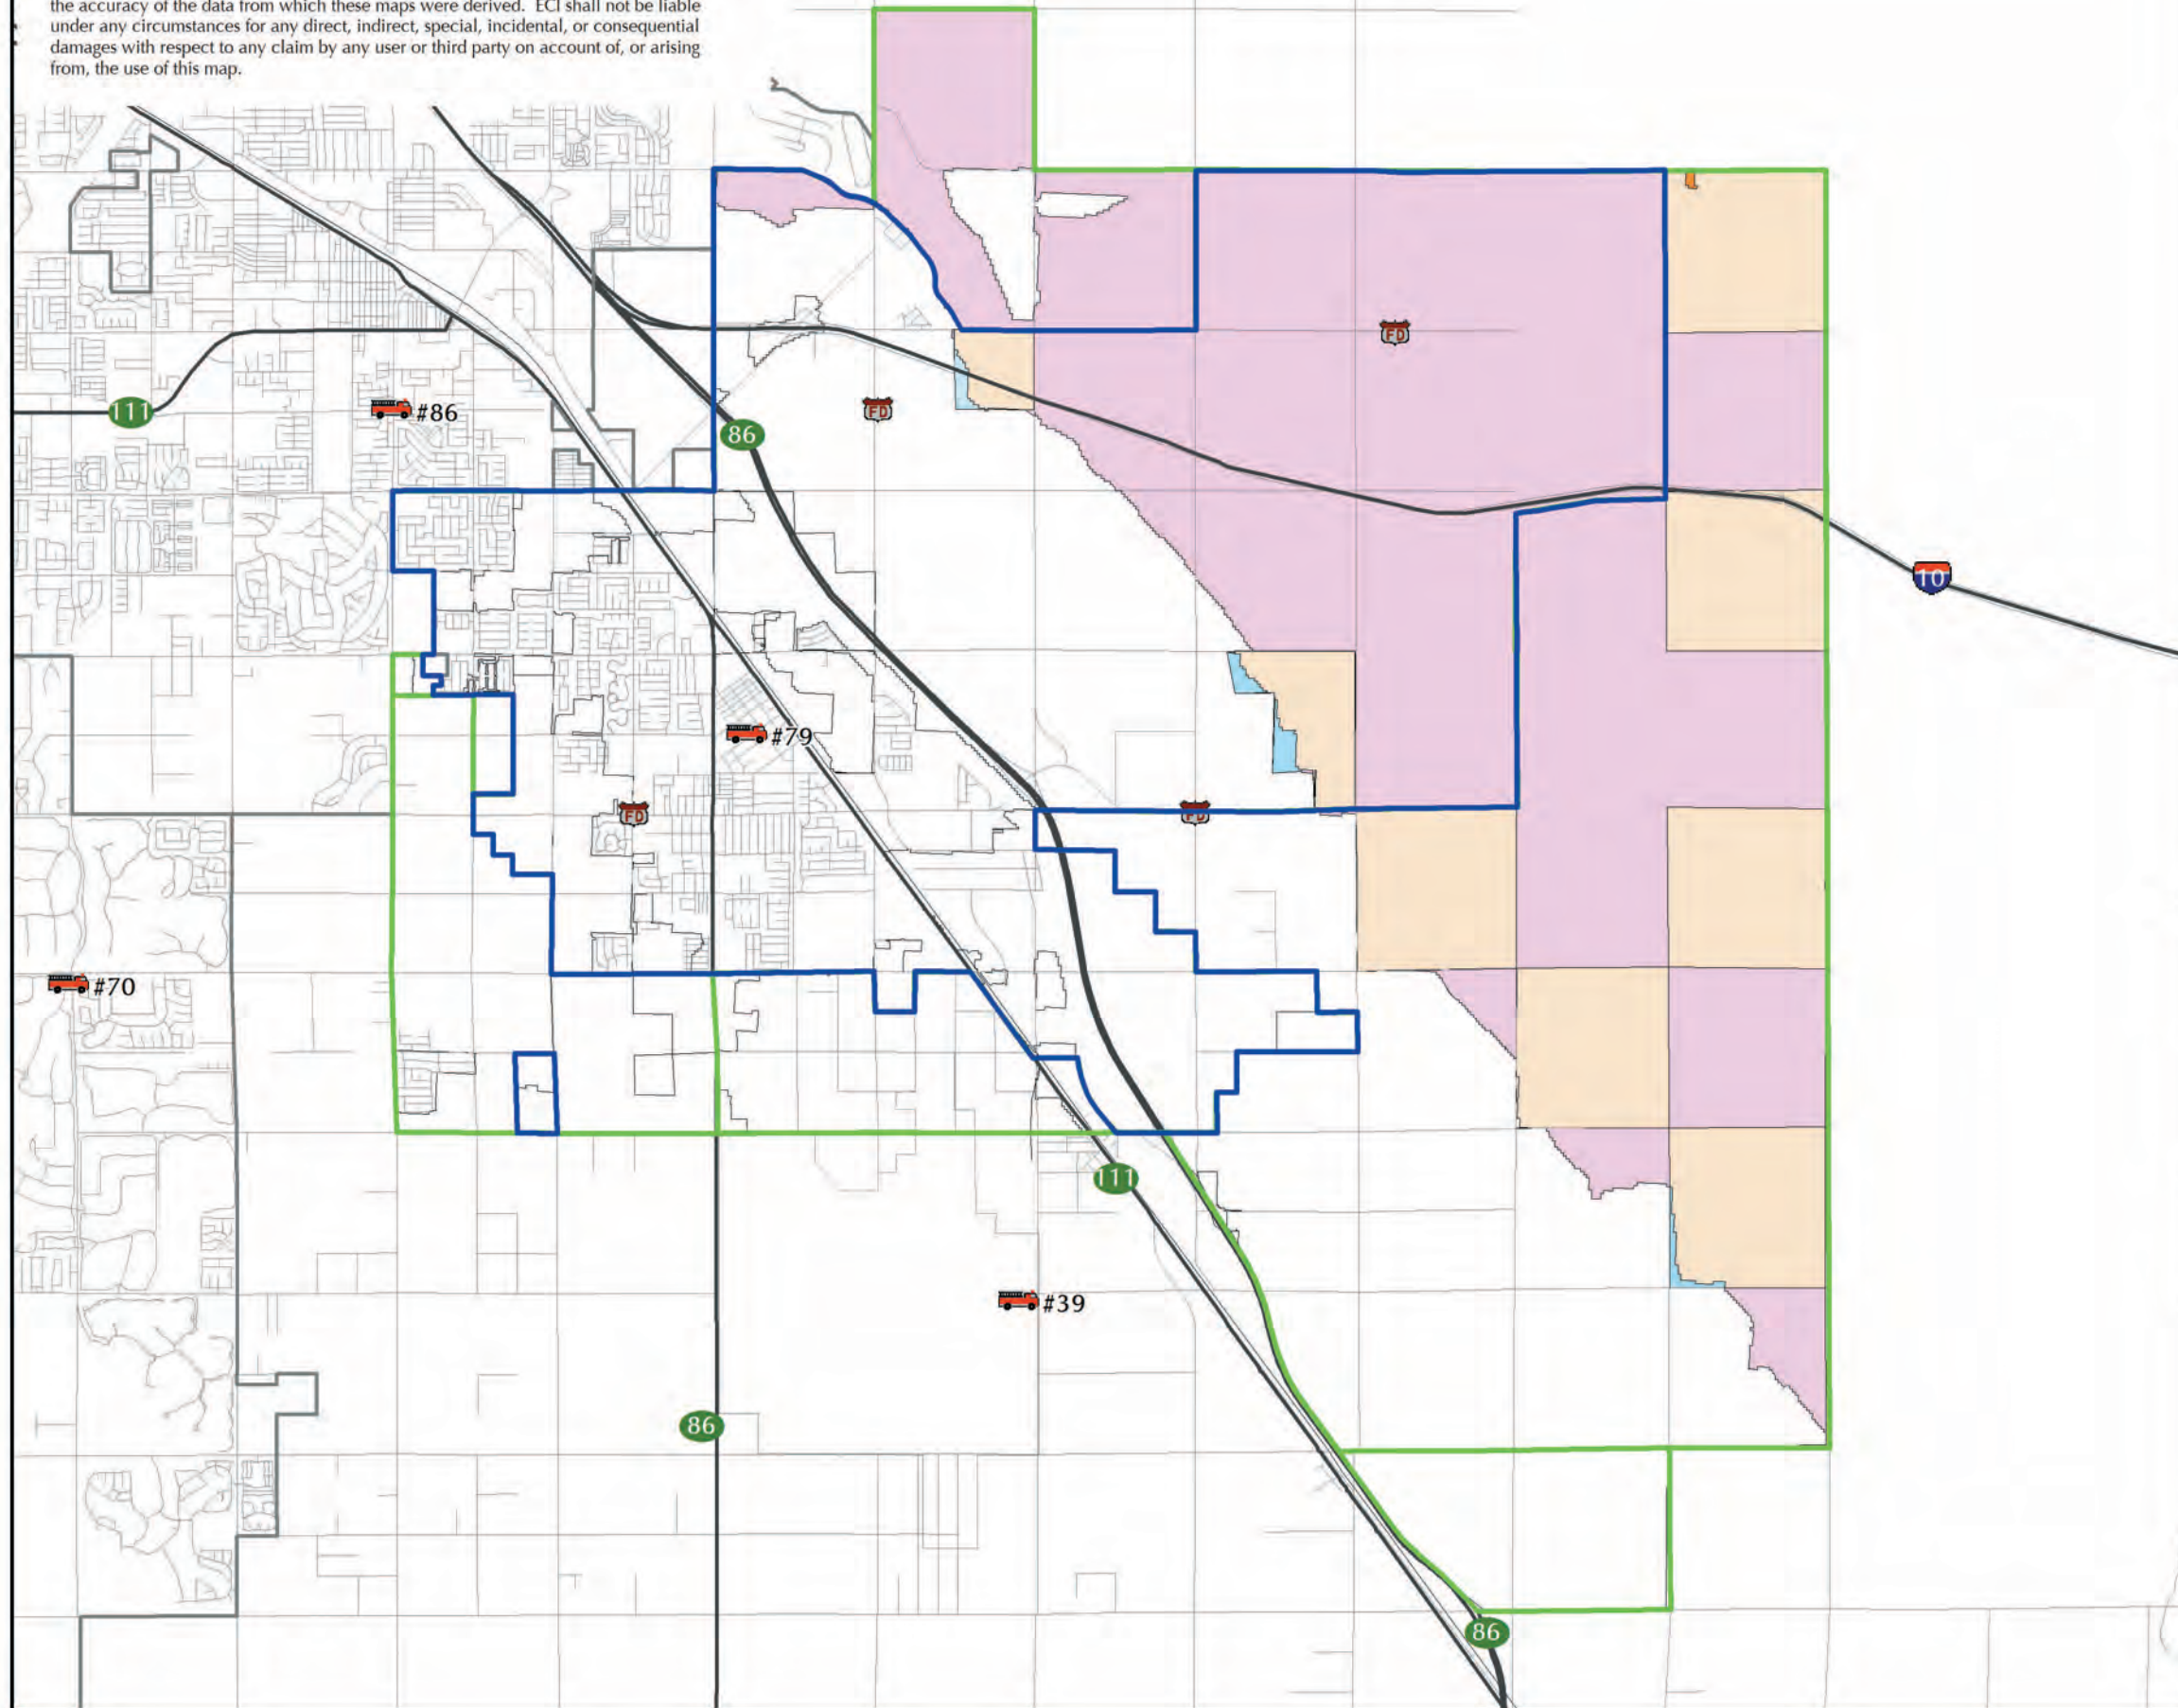 the accuracy of the data from which these maps were derived.  ECI shall not be liable
under any circumstances for any direct, indirect, special, incidental, or consequential
damages with respect to any claim by any user or third party on account of, or arising
from, the use of this map.
FD
111
#86
FD
86
10
#79
FD
FD
#70
111
#39
86
86